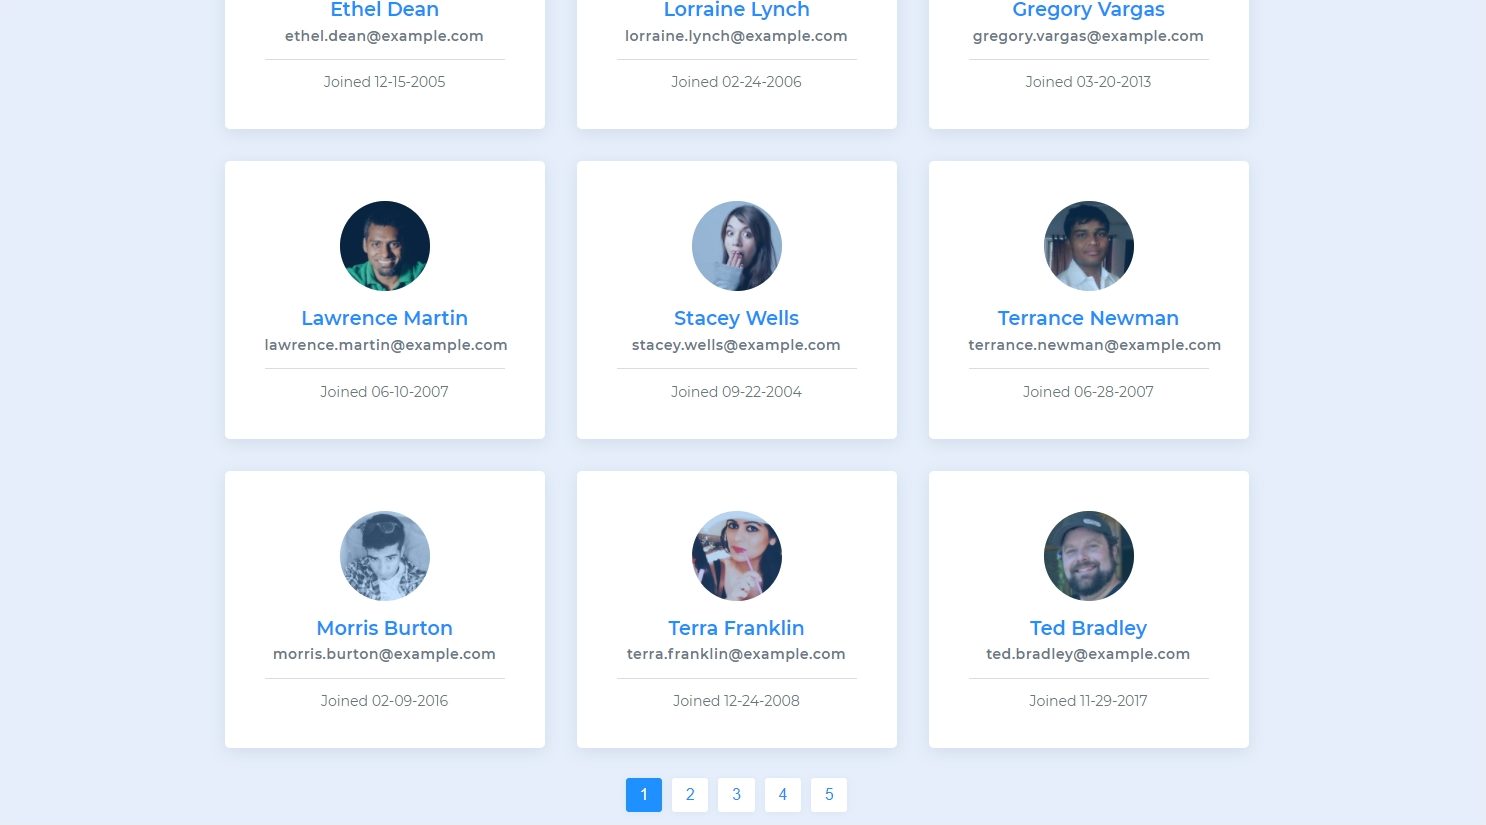 Ethel Dean
ethel.dean@example.com
Joined 12-15-2005
Lorraine Lynch
lorraine.lynch@example.com
Joined 02-24-2006
Gregory Vargas
gregory.vargas@example.com
Joined 03-20-2013
Lawrence Martin
lawrence.martin@example.com
Joined 06-10-2007
Stacey Wells
stacey.wells@example.com
Joined 09-22-2004
Terrance Newman
terrance.newman@example.com
Joined 06-28-2007
Morris Burton
morris.burton@example.com
Joined 02-09-2016
Terra Franklin
terra.franklin@example.com
Joined 12-24-2008
Ted Bradley
ted.bradley@example.com
Joined 11-29-2017
1 2 3 4 5